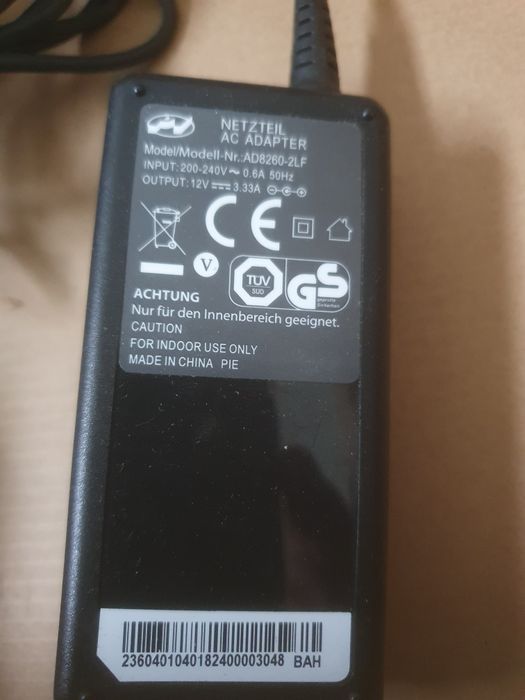 NETZTEIL
AC ADAPTER
Model/Modell-Nr.:AD8260-2LF
INPUT: 200-240V ~ 0.6A 50Hz
OUTPUT: 12V ⎓ 3.33A
CE
V
TÜV
SÜD
GS
geprüfte
Sicherheit
ACHTUNG
Nur für den Innenbereich geeignet.
CAUTION
FOR INDOOR USE ONLY
MADE IN CHINA PIE
2360401040182400003048 BAH